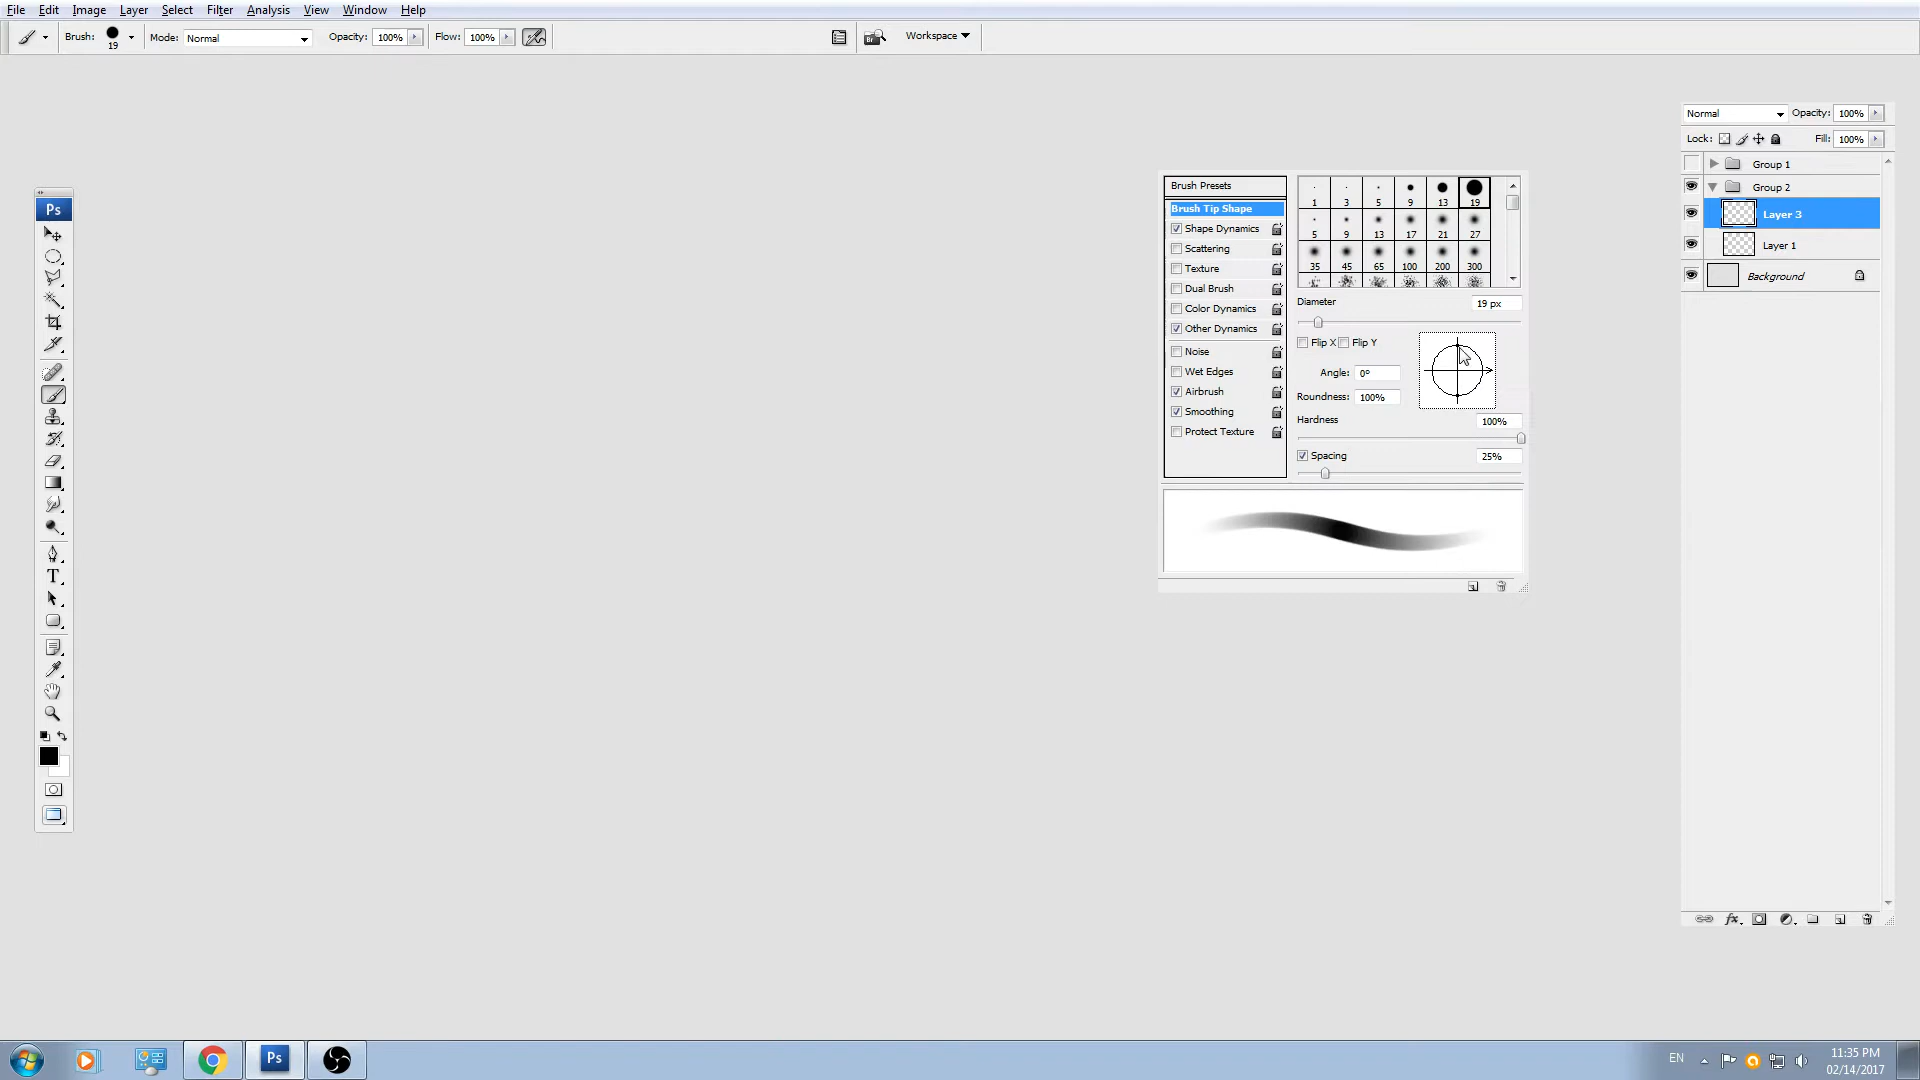 File Edit Image Layer Select Filter Analysis View Window Help
Brush: 19 Mode: Normal Opacity: 100% Flow: 100% Br Workspace
Normal Opacity: 100%
Lock: Fill: 100%
Group 1
Group 2
Layer 3
Layer 1
Background
Ps
T
Brush Presets
Brush Tip Shape
Shape Dynamics
Scattering
Texture
Dual Brush
Color Dynamics
Other Dynamics
Noise
Wet Edges
Airbrush
Smoothing
Protect Texture
1 3 5 9 13 19
5 9 13 17 21 27
35 45 65 100 200 300
Diameter 19 px
Flip X Flip Y
Angle: 0º
Roundness: 100%
Hardness 100%
Spacing 25%
fx
Ps
EN
11:35 PM
02/14/2017